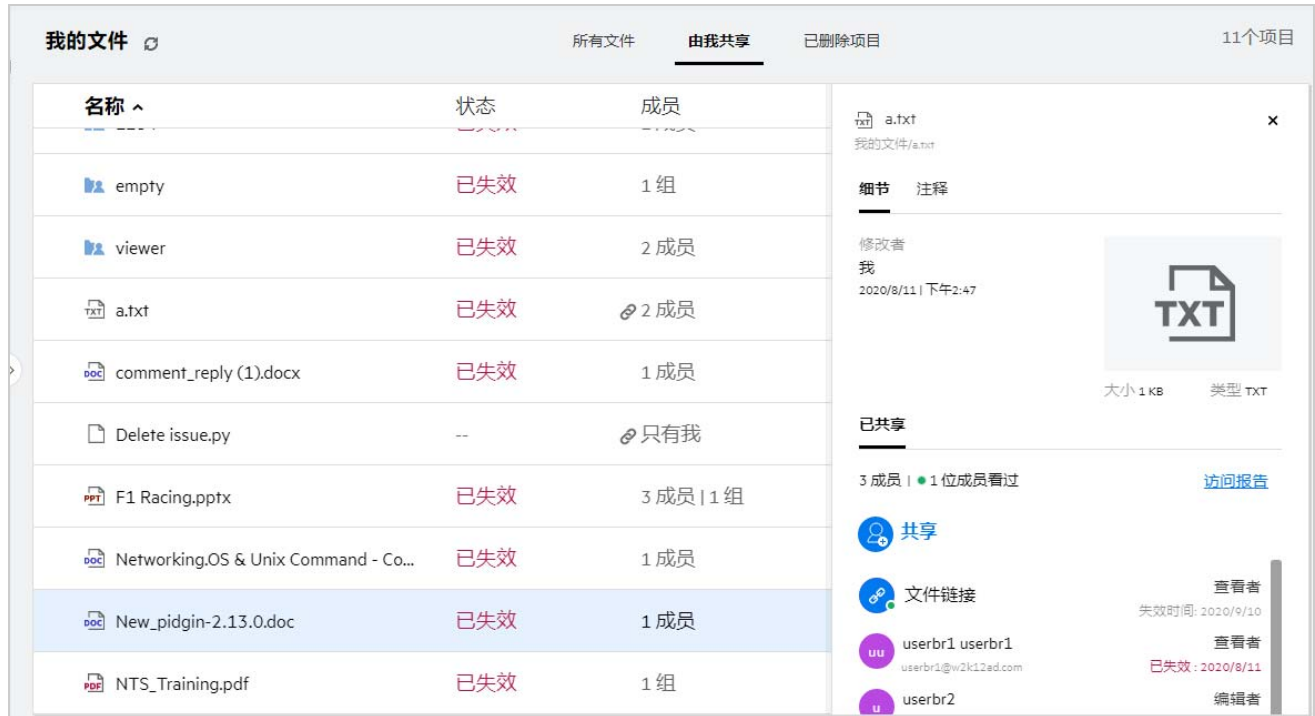 我的文件
所有文件 由我共享 已删除项目 11个项目
名称 状态 成员
empty 已失效 1 组
viewer 已失效 2 成员
TXT a.txt 已失效 2 成员
DOC comment_reply (1).docx 已失效 1 成员
Delete issue.py -- 只有我
PPT F1 Racing.pptx 已失效 3 成员 | 1 组
DOC Networking.OS & Unix Command - Co... 已失效 1 成员
DOC New_pidgin-2.13.0.doc 已失效 1 成员
PDF NTS_Training.pdf 已失效 1 组
TXT a.txt
我的文件/a.txt
细节 注释
修改者
我
2020/8/11 | 下午2:47
TXT
大小 1 KB 类型 TXT
已共享
3 成员 | 1 位成员看过 访问报告
共享
文件链接 查看者
失效时间: 2020/9/10
uu userbr1 userbr1 查看者
userbr1@w2k12ad.com 已失效 : 2020/8/11
u userbr2 编辑者